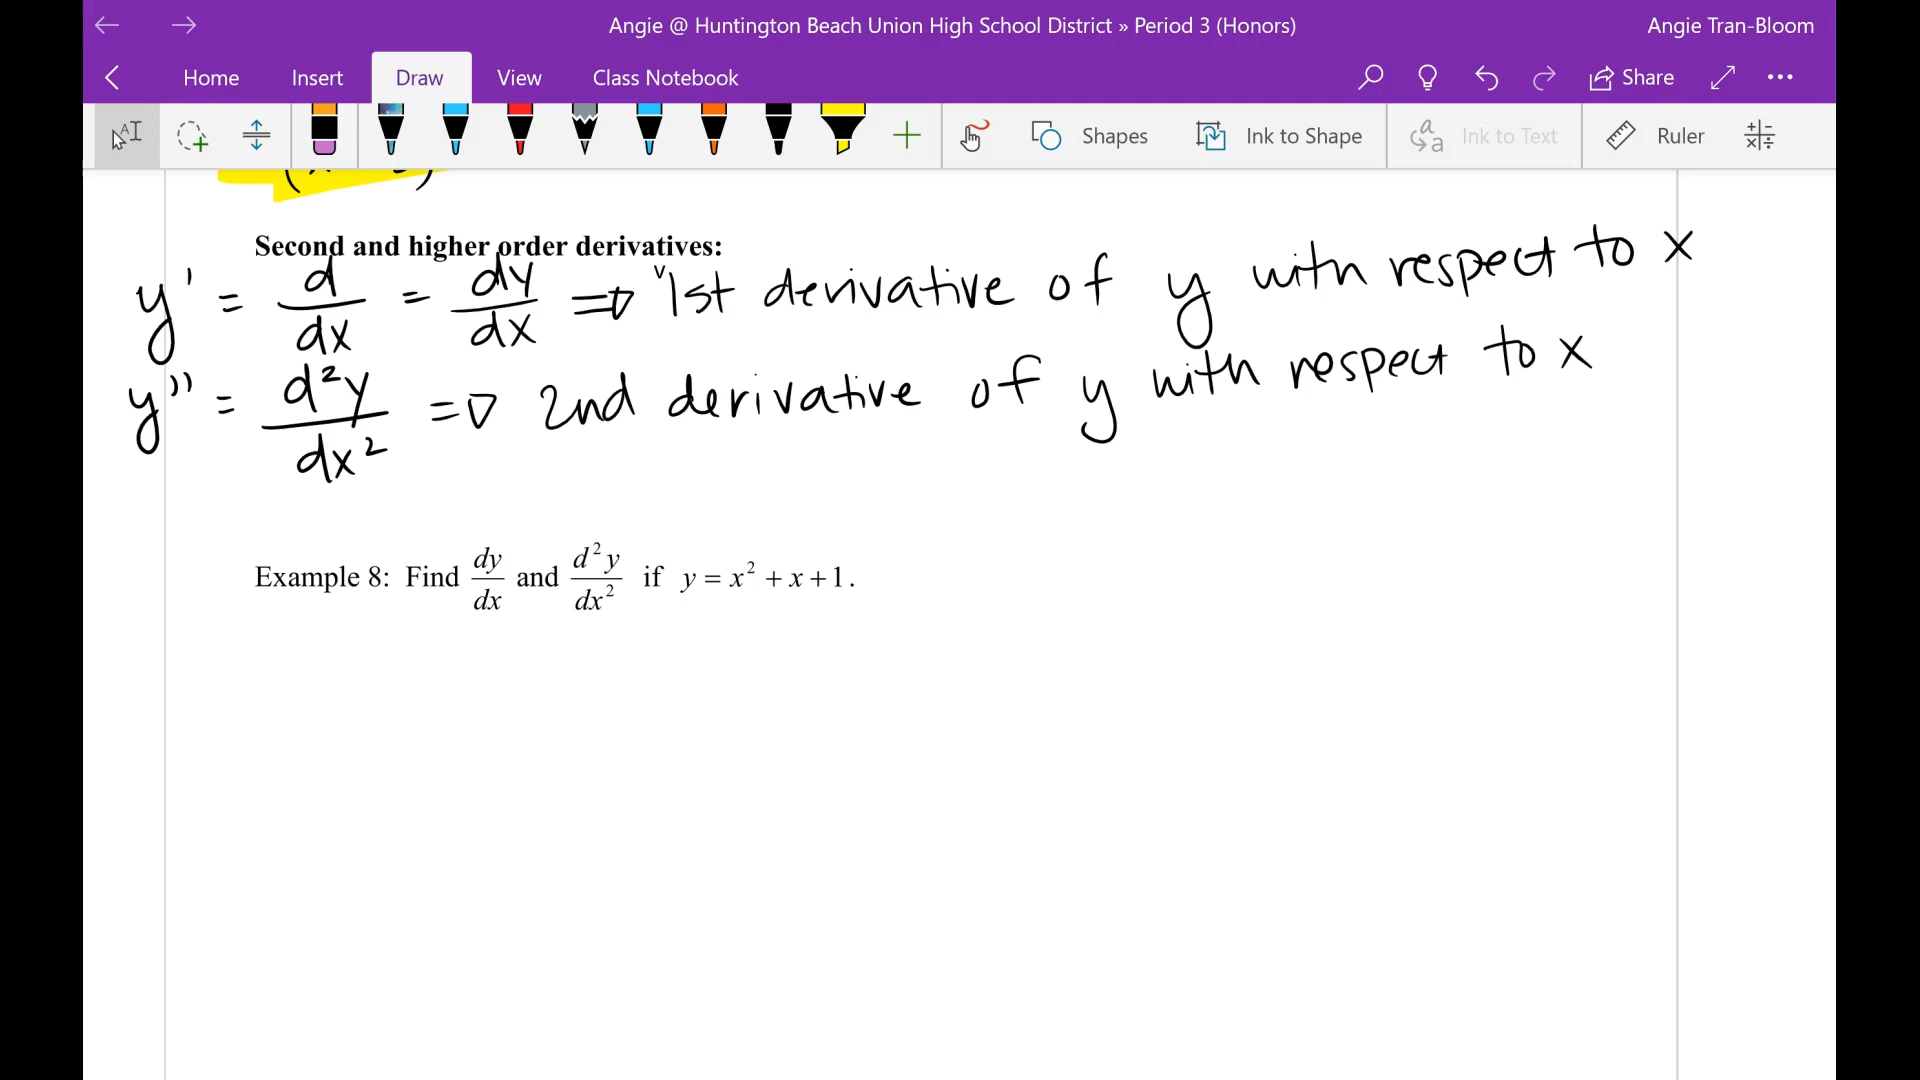 Angie @ Huntington Beach Union High School District » Period 3 (Honors) Angie Tran-Bloom
Home Insert Draw View Class Notebook Share
Shapes Ink to Shape Ink to Text Ruler
Second and higher order derivatives:
y' = d/dx = dy/dx ⇒ 1st derivative of y with respect to x
y'' = d²y/dx² ⇒ 2nd derivative of y with respect to x
Example 8: Find dy/dx and d²y/dx² if y = x² + x + 1.